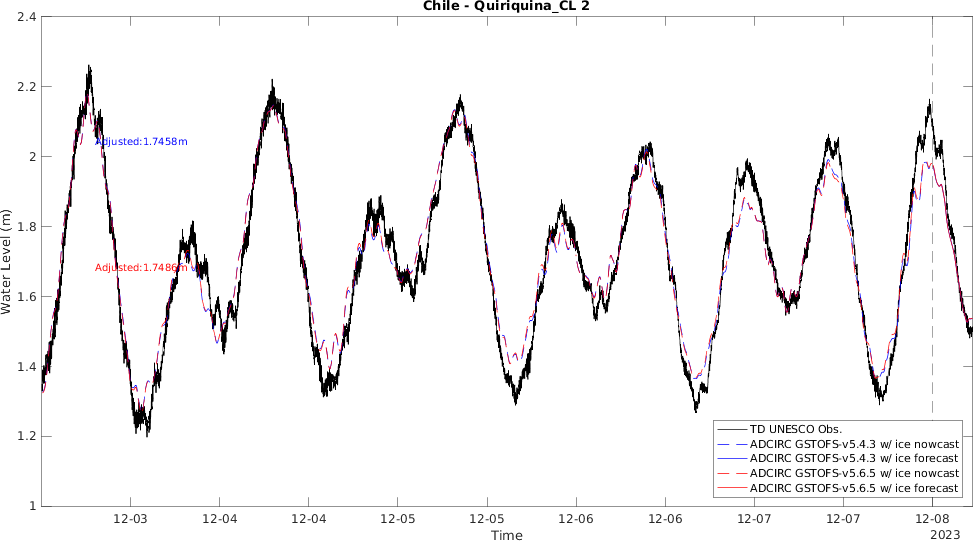 Chile - Quiriquina_CL 2
2.4
2.2
2
1.8
1.6
1.4
1.2
1
Water Level (m)
Adjusted:1.7458m
Adjusted:1.7486m
TD UNESCO Obs.
ADCIRC GSTOFS-v5.4.3 w/ ice nowcast
ADCIRC GSTOFS-v5.4.3 w/ ice forecast
ADCIRC GSTOFS-v5.6.5 w/ ice nowcast
ADCIRC GSTOFS-v5.6.5 w/ ice forecast
12-03 12-04 12-04 12-05 12-05 12-06 12-06 12-07 12-07 12-08
Time
2023